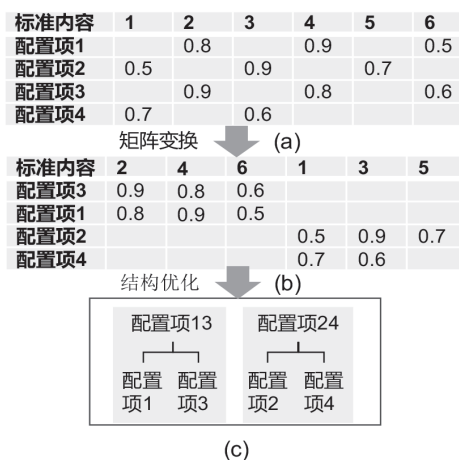 标准内容 1 2 3 4 5 6
配置项1 0.8 0.9 0.5
配置项2 0.5 0.9 0.7
配置项3 0.9 0.8 0.6
配置项4 0.7 0.6
矩阵变换 (a)
标准内容 2 4 6 1 3 5
配置项3 0.9 0.8 0.6
配置项1 0.8 0.9 0.5
配置项2 0.5 0.9 0.7
配置项4 0.7 0.6
结构优化 (b)
配置项13 配置项24
配置 配置 配置 配置
项1 项3 项2 项4
(c)